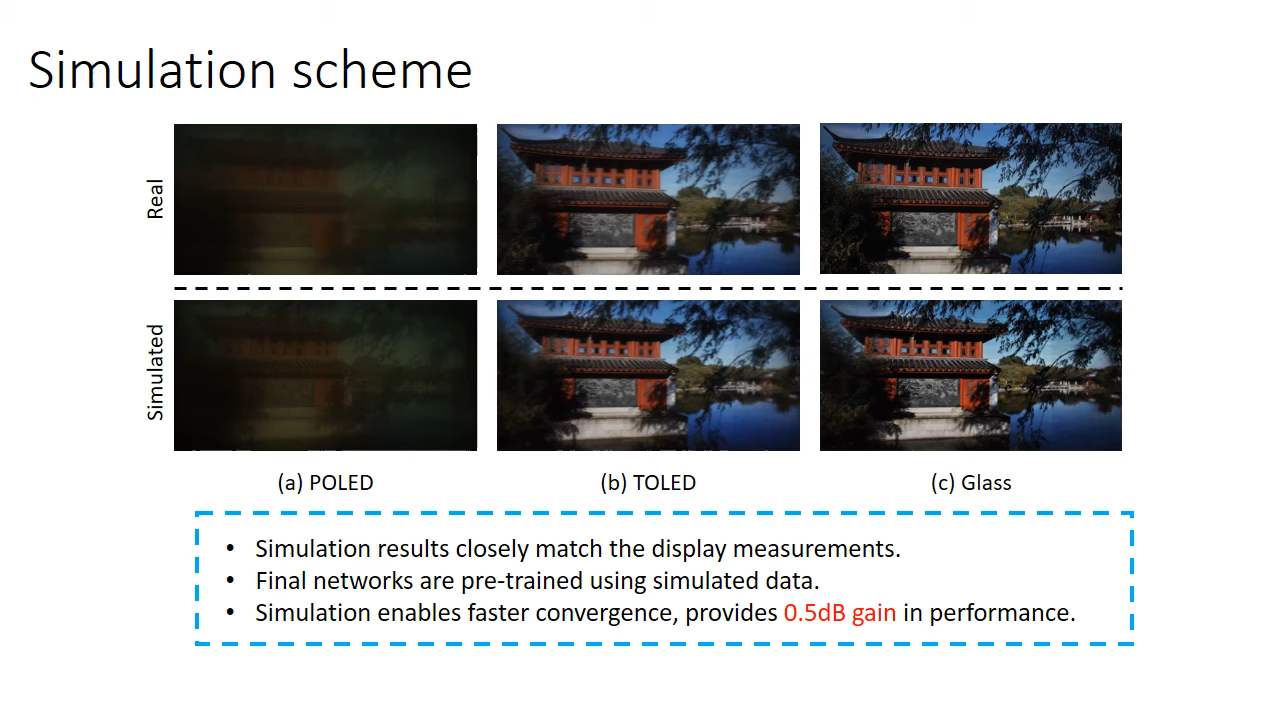 Simulation scheme
Real
Simulated
(a) POLED
(b) TOLED
(c) Glass
• Simulation results closely match the display measurements.
• Final networks are pre-trained using simulated data.
• Simulation enables faster convergence, provides 0.5dB gain in performance.